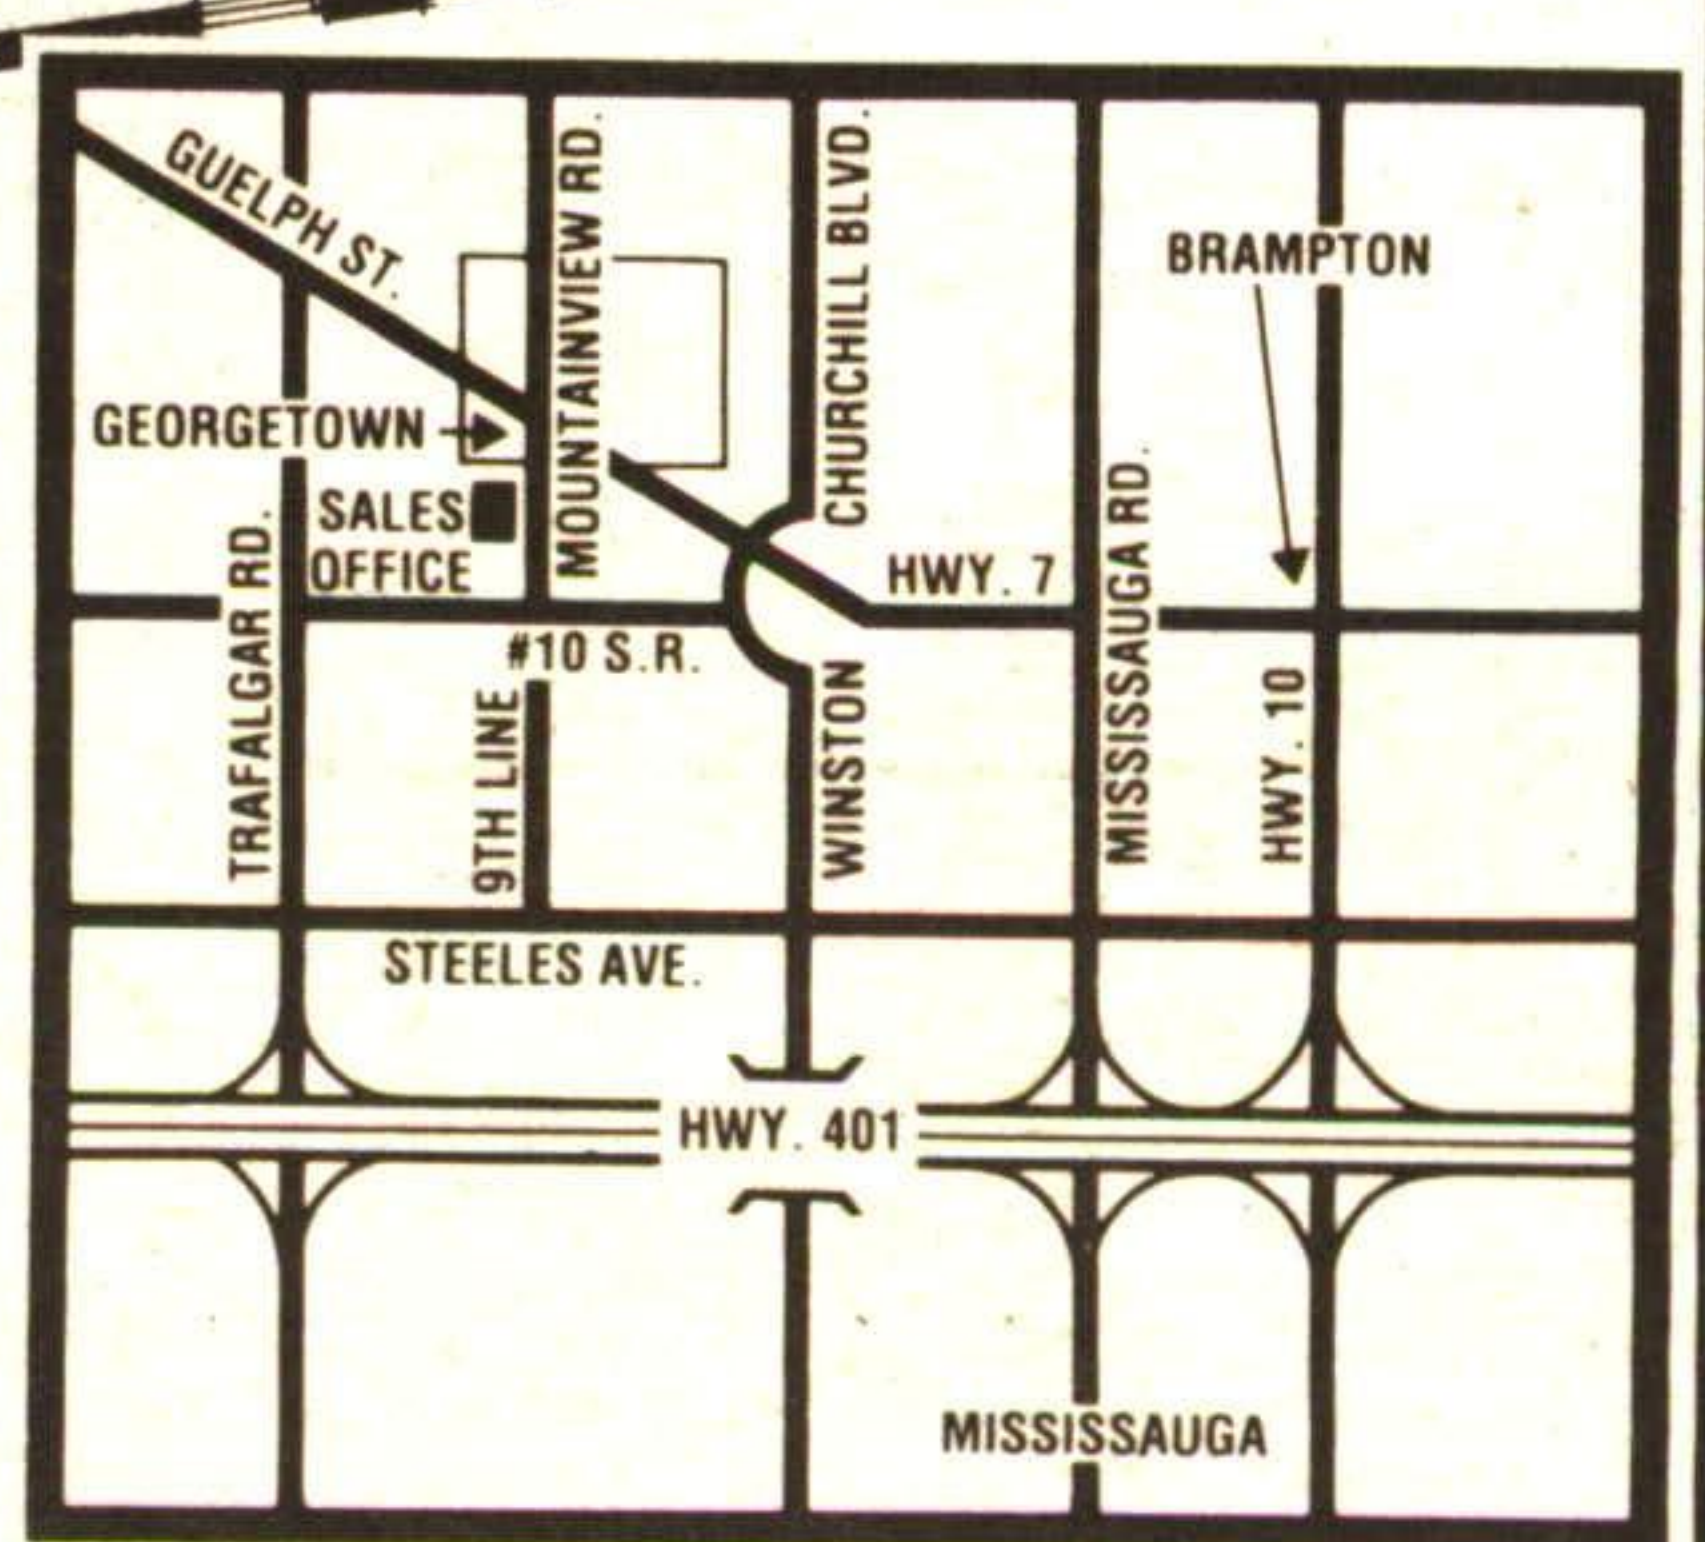 GUELPH ST.
MOUNTAINVIEW RD.
CHURCHILL BLVD.
BRAMPTON
GEORGETOWN
SALES
OFFICE
HWY. 7
MISSISSAUGA RD.
TRAFALGAR RD.
#10 S.R.
9TH LINE
WINSTON
HWY. 10
STEELES AVE.
HWY. 401
MISSISSAUGA